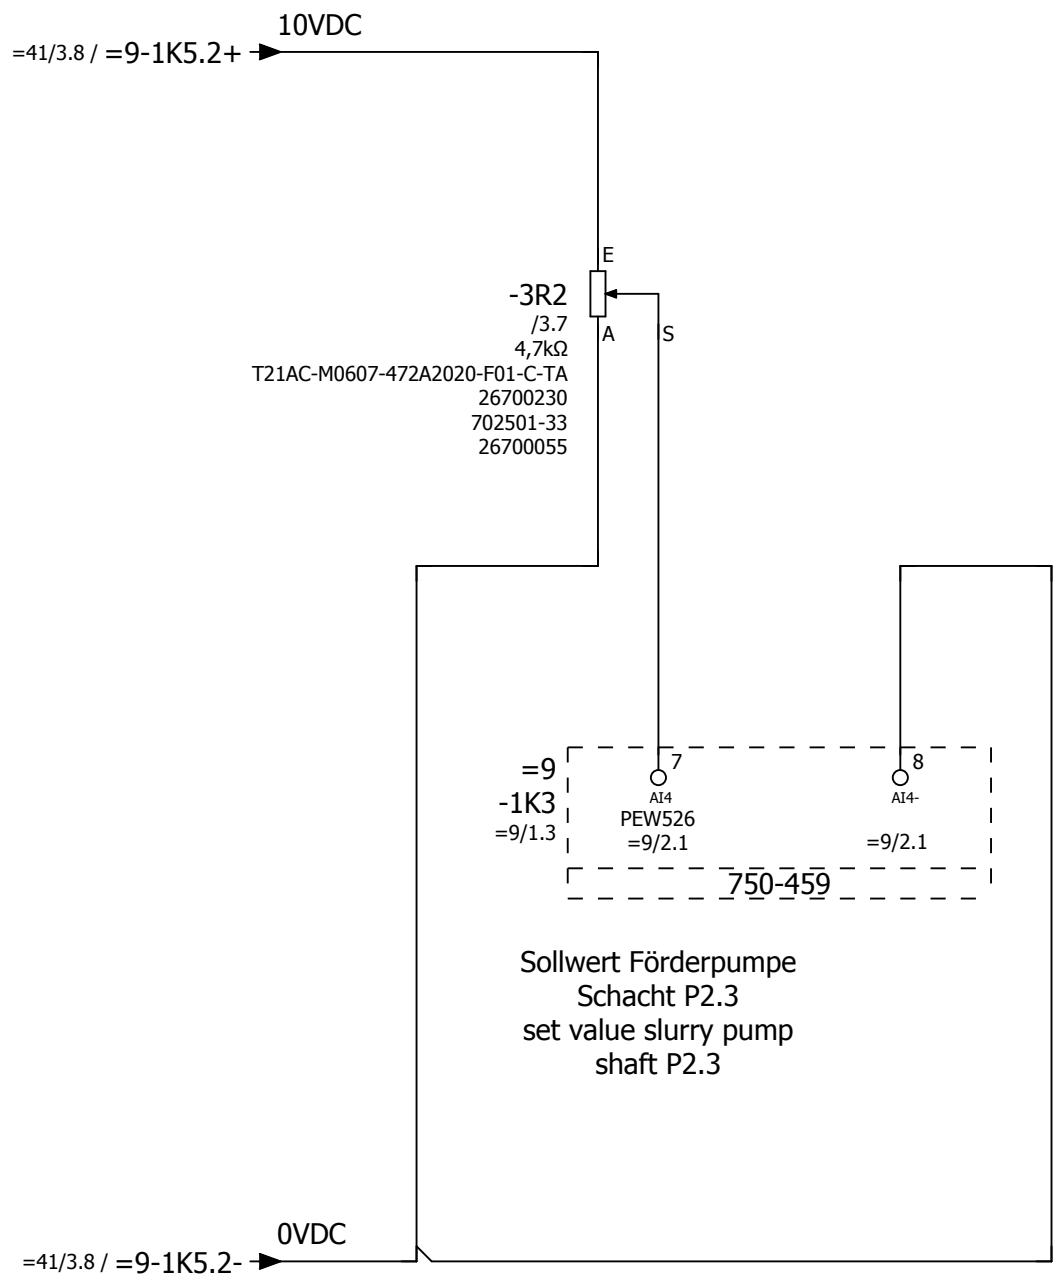 10VDC
=41/3.8 / =9-1K5.2+
E
-3R2
/3.7
A
S
4,7kΩ
T21AC-M0607-472A2020-F01-C-TA
26700230
702501-33
26700055
=9
7
8
-1K3
AI4
AI4-
=9/1.3
PEW526
=9/2.1
=9/2.1
750-459
Sollwert Förderpumpe
Schacht P2.3
set value slurry pump
shaft P2.3
0VDC
=41/3.8 / =9-1K5.2-